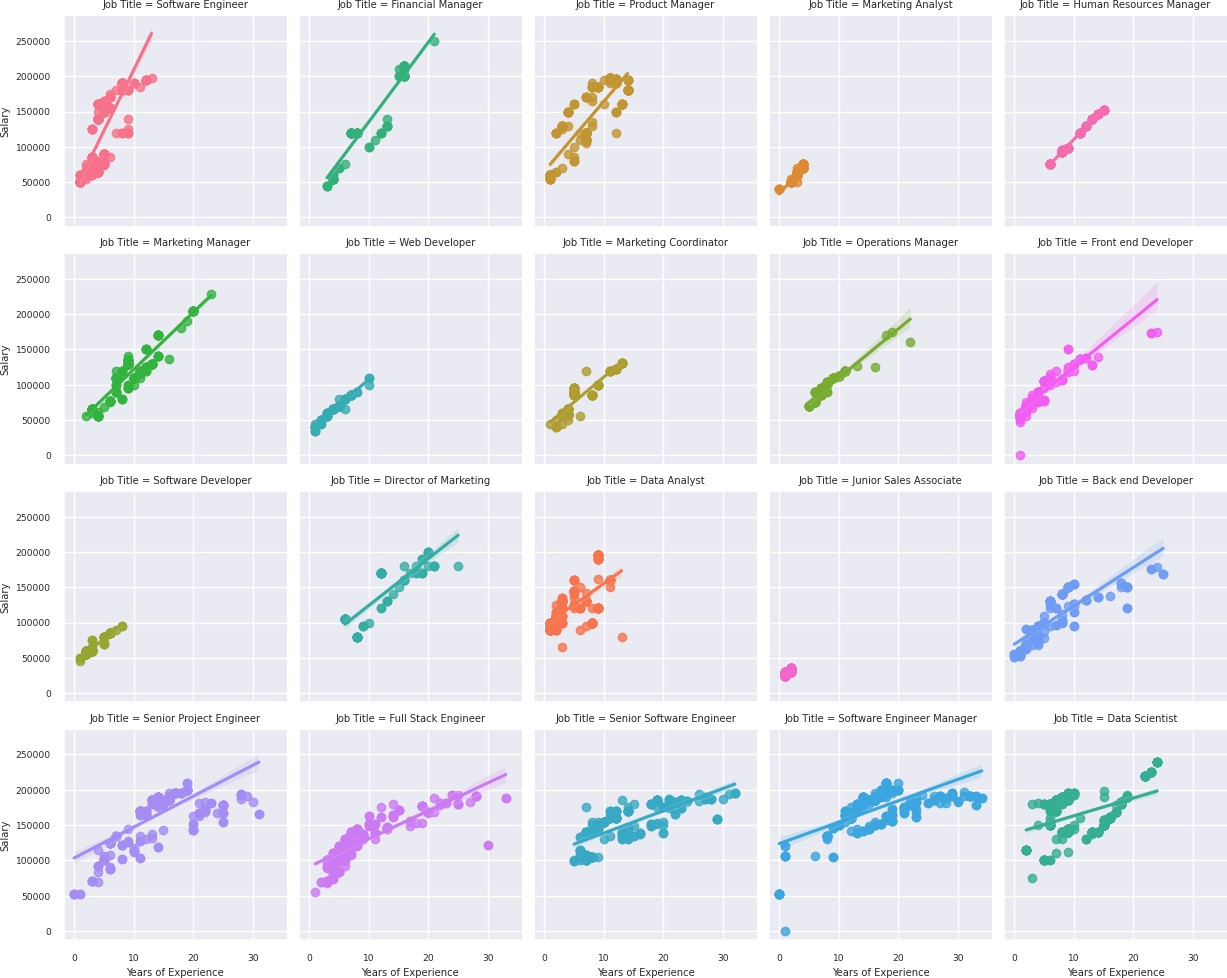 Job Title = Software Engineer
Job Title = Financial Manager
Job Title = Product Manager
Job Title = Marketing Analyst
Job Title = Human Resources Manager
250000
200000
150000
100000
50000
0
Salary
Job Title = Marketing Manager
Job Title = Web Developer
Job Title = Marketing Coordinator
Job Title = Operations Manager
Job Title = Front end Developer
250000
200000
150000
100000
50000
0
Salary
Job Title = Software Developer
Job Title = Director of Marketing
Job Title = Data Analyst
Job Title = Junior Sales Associate
Job Title = Back end Developer
250000
200000
150000
100000
50000
0
Salary
Job Title = Senior Project Engineer
Job Title = Full Stack Engineer
Job Title = Senior Software Engineer
Job Title = Software Engineer Manager
Job Title = Data Scientist
250000
200000
150000
100000
50000
0
Salary
0 10 20 30
0 10 20 30
0 10 20 30
0 10 20 30
0 10 20 30
Years of Experience
Years of Experience
Years of Experience
Years of Experience
Years of Experience